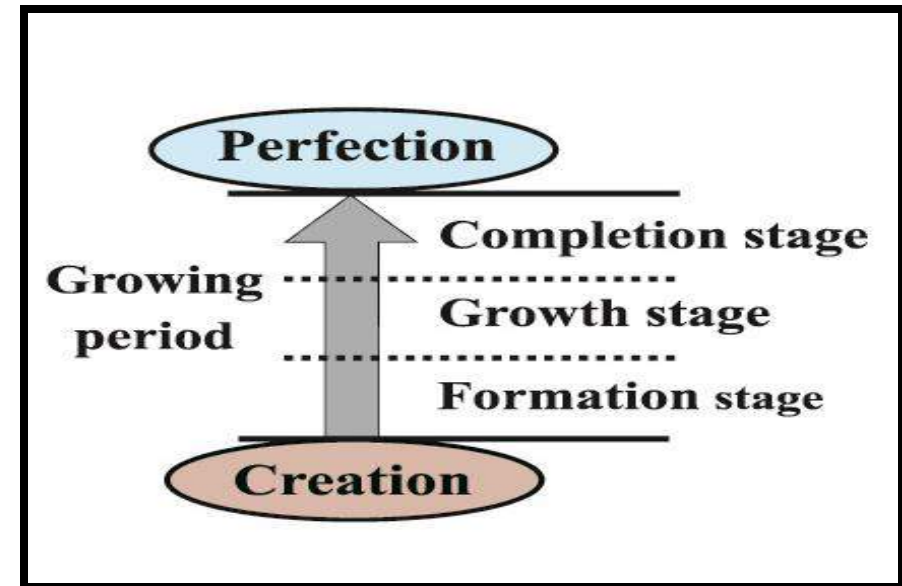 Perfection
Completion stage
Growing
period
Growth stage
Formation stage
Creation